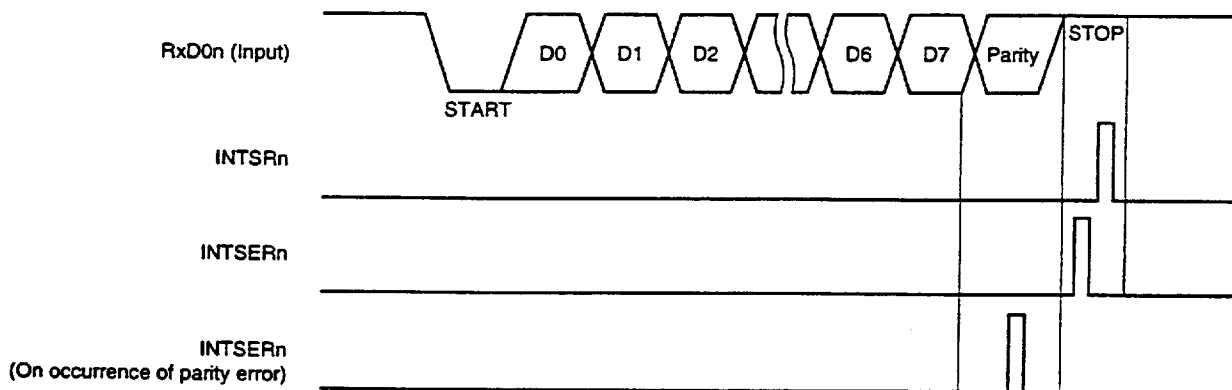 RxD0n (Input)
D0 D1 D2 D6 D7 Parity STOP
START
INTSRn
INTSERn
INTSERn
(On occurrence of parity error)